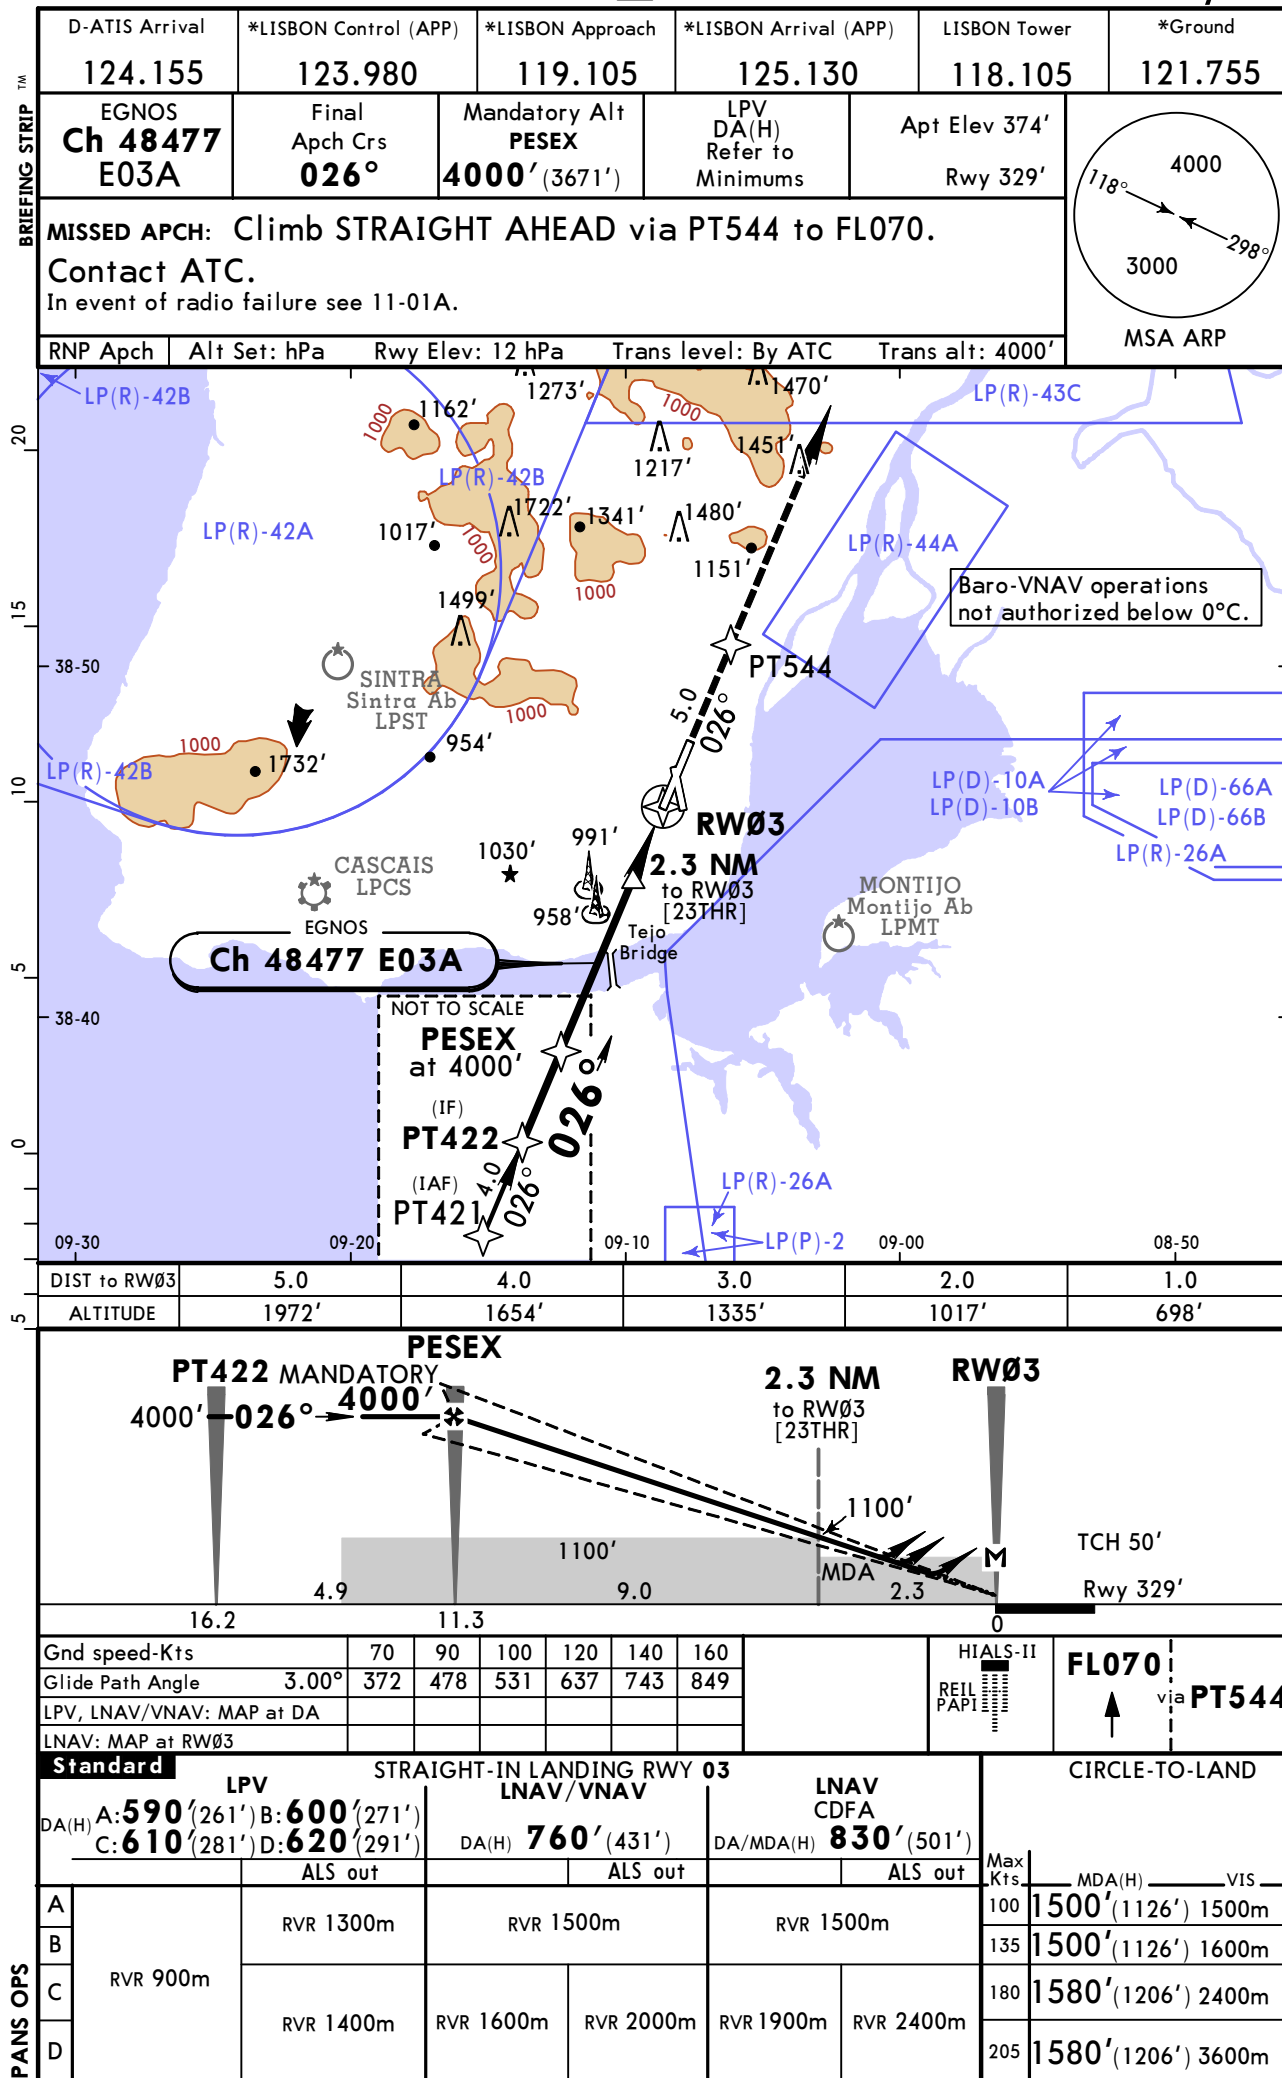 D-ATIS Arrival
124.155
*LISBON Control (APP)
123.980
*LISBON Approach
119.105
*LISBON Arrival (APP)
125.130
LISBON Tower
118.105
*Ground
121.755
BRIEFING STRIP TM
EGNOS
Ch 48477
E03A
Final
Apch Crs
026°
Mandatory Alt
PESEX
4000' (3671')
LPV
DA(H)
Refer to
Minimums
Apt Elev 374'
Rwy 329'
118°
4000
3000
298°
MSA ARP
MISSED APCH: Climb STRAIGHT AHEAD via PT544 to FL070.
Contact ATC.
In event of radio failure see 11-01A.
RNP Apch
Alt Set: hPa Rwy Elev: 12 hPa Trans level: By ATC Trans alt: 4000'
LP(R)-42B
1162'
1000
1273'
1000
1470'
LP(R)-43C
20
LP(R)-42B
1217'
1451'
LP(R)-42A
1017'
1722'
1341'
1480'
1000
1151'
LP(R)-44A
1000
Baro-VNAV operations
not authorized below 0°C.
15
1499'
38-50
SINTRA
Sintra Ab
LPST
1000
PT544
5.0
026°
1000
1732'
954'
LP(R)-42B
10
LP(D)-10A
LP(D)-10B
LP(D)-66A
LP(D)-66B
LP(R)-26A
RWØ3
991'
1030'
2.3 NM
to RWØ3
[23THR]
CASCAIS
LPCS
958'
MONTIJO
Montijo Ab
LPMT
EGNOS
Ch 48477 E03A
Tejo
Bridge
5
NOT TO SCALE
38-40
PESEX
at 4000'
026°
(IF)
PT422
0
4.0
026°
(IAF)
PT421
LP(R)-26A
LP(P)-2
09-30
09-20
09-10
09-00
08-50
5
DIST to RWØ3 5.0 4.0 3.0 2.0 1.0
ALTITUDE 1972' 1654' 1335' 1017' 698'
PESEX
PT422 MANDATORY
4000'
4000' 026°
2.3 NM
to RWØ3
[23THR]
RWØ3
1100'
1100'
MDA
M
TCH 50'
Rwy 329'
4.9 9.0 2.3
16.2 11.3 0
Gnd speed-Kts 70 90 100 120 140 160
Glide Path Angle 3.00° 372 478 531 637 743 849
LPV, LNAV/VNAV: MAP at DA
LNAV: MAP at RWØ3
HIALS-II
REIL
PAPI
FL070
via PT544
Standard
STRAIGHT-IN LANDING RWY 03
CIRCLE-TO-LAND
LPV
DA(H) A:590'(261') B:600'(271')
C:610'(281') D:620'(291')
LNAV/VNAV
DA(H) 760' (431')
LNAV
CDFA
DA/MDA(H) 830' (501')
ALS out
ALS out
ALS out
Max
Kts
MDA(H) VIS
A
B
C
D
RVR 900m
RVR 1300m
RVR 1400m
RVR 1500m
RVR 1600m
RVR 2000m
RVR 1500m
RVR 1900m
RVR 2400m
100 1500'(1126') 1500m
135 1500'(1126') 1600m
180 1580'(1206') 2400m
205 1580'(1206') 3600m
PANS OPS